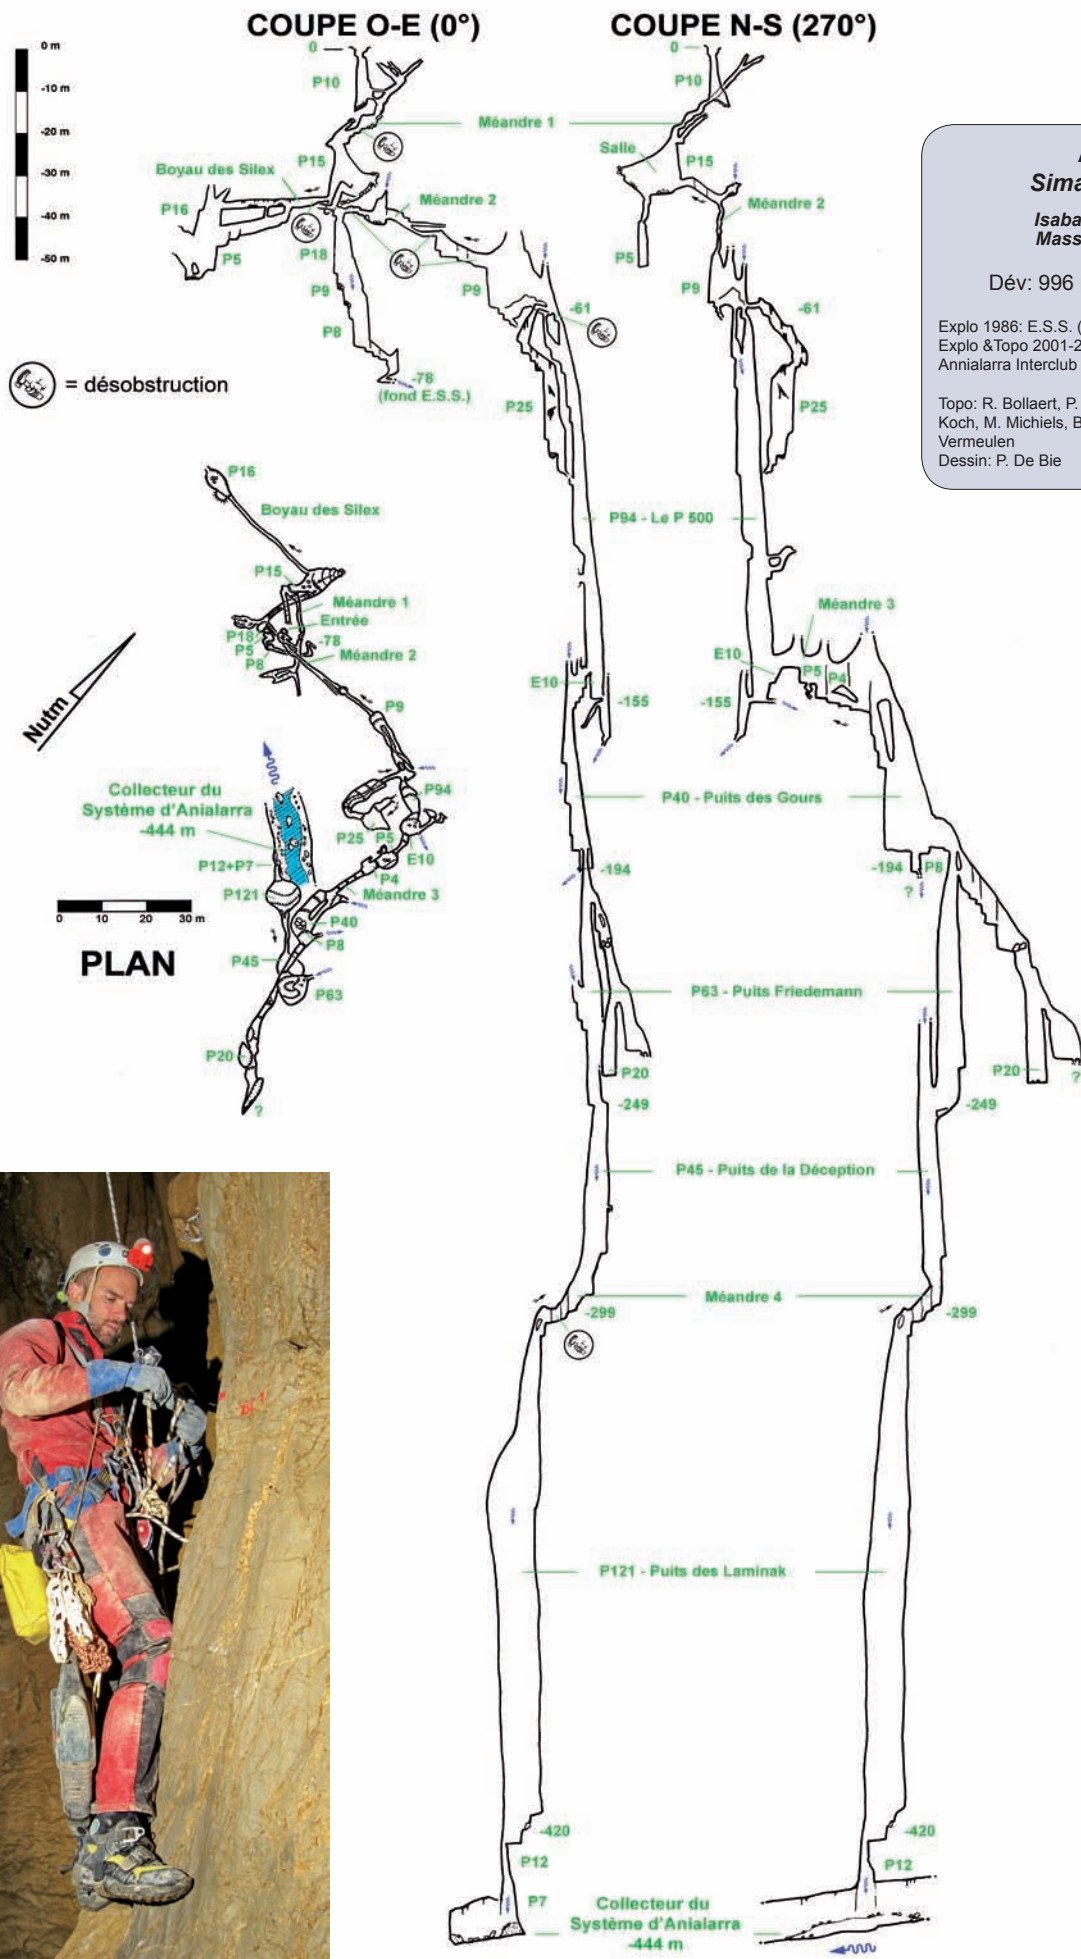 COUPE O-E (0°)
COUPE N-S (270°)
0 m
-10 m
-20 m
-30 m
-40 m
-50 m
0
P10
Méandre 1
P15
Boyau des Silex
P16
P5
P18
Méandre 2
P9
P8
P9
-61
-78
(fond E.S.S.)
P25
= désobstruction
0
P10
Salle
P15
Méandre 2
P5
P9
-61
P25
Sima
Isaba
Mass
Dév: 996
Explo 1986: E.S.S. (
Explo &Topo 2001-2
Annialarra Interclub
Topo: R. Bollaert, P.
Koch, M. Michiels, B
Vermeulen
Dessin: P. De Bie
P94 - Le P 500
E10
-155
Méandre 3
E10
P5
P4
-155
P40 - Puits des Gours
-194
-194
P8
?
P63 - Puits Friedemann
P20
-249
P20
?
-249
P45 - Puits de la Déception
Méandre 4
-299
-299
P121 - Puits des Laminak
-420
P12
P7
-420
P12
Collecteur du
Système d'Anialarra
-444 m
P16
Boyau des Silex
P15
Méandre 1
Entrée
P18
P5
P8
-78
Méandre 2
Nutm
P9
Collecteur du
Système d'Anialarra
-444 m
P94
P25
P5
E10
P12+P7
P4
Méandre 3
P121
P40
P8
0
10
20
30 m
PLAN
P45
P63
P20
?